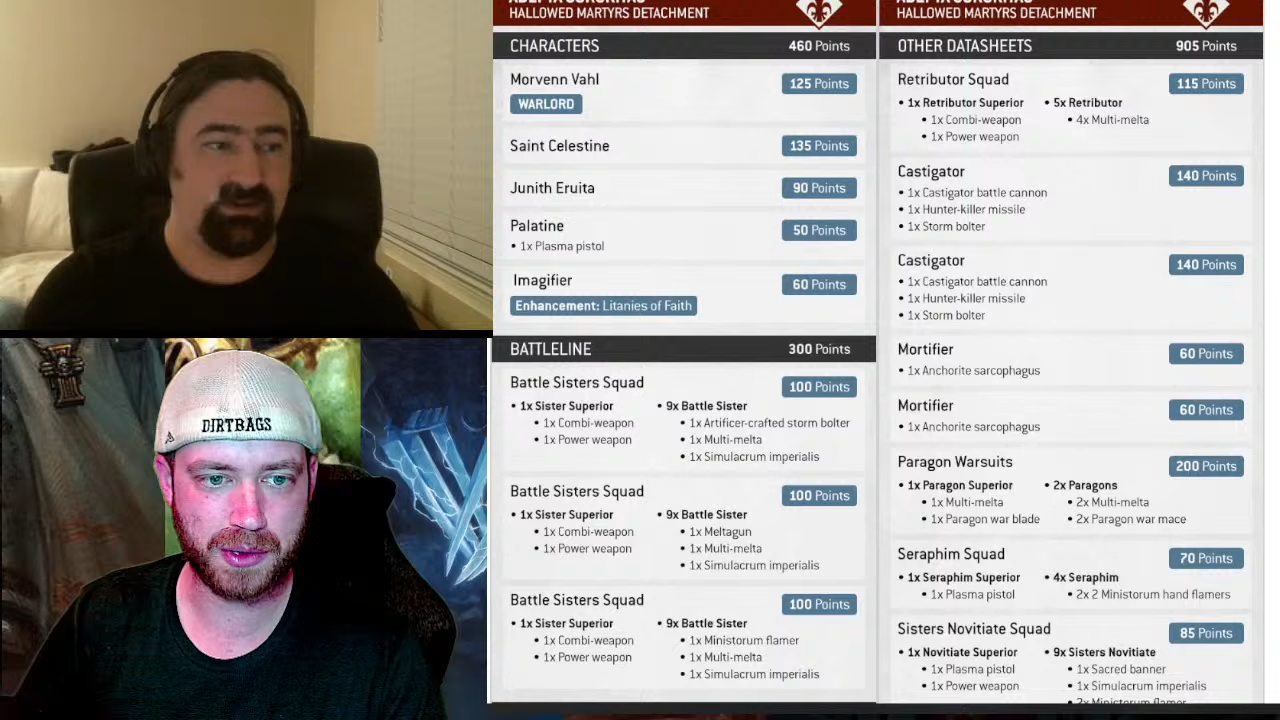 DIRTBAGS
HALLOWED MARTYRS DETACHMENT
CHARACTERS 460 Points
Morvenn Vahl 125 Points
WARLORD
Saint Celestine 135 Points
Junith Eruita 90 Points
Palatine 50 Points
• 1x Plasma pistol
Imagifier 60 Points
Enhancement: Litanies of Faith
BATTLELINE 300 Points
Battle Sisters Squad 100 Points
• 1x Sister Superior
• 1x Combi-weapon
• 1x Power weapon
• 9x Battle Sister
• 1x Artificer-crafted storm bolter
• 1x Multi-melta
• 1x Simulacrum imperialis
Battle Sisters Squad 100 Points
• 1x Sister Superior
• 1x Combi-weapon
• 1x Power weapon
• 9x Battle Sister
• 1x Meltagun
• 1x Multi-melta
• 1x Simulacrum imperialis
Battle Sisters Squad 100 Points
• 1x Sister Superior
• 1x Combi-weapon
• 1x Power weapon
• 9x Battle Sister
• 1x Ministorum flamer
• 1x Multi-melta
• 1x Simulacrum imperialis
HALLOWED MARTYRS DETACHMENT
OTHER DATASHEETS 905 Points
Retributor Squad 115 Points
• 1x Retributor Superior
• 1x Combi-weapon
• 1x Power weapon
• 5x Retributor
• 4x Multi-melta
Castigator 140 Points
• 1x Castigator battle cannon
• 1x Hunter-killer missile
• 1x Storm bolter
Castigator 140 Points
• 1x Castigator battle cannon
• 1x Hunter-killer missile
• 1x Storm bolter
Mortifier 60 Points
• 1x Anchorite sarcophagus
Mortifier 60 Points
• 1x Anchorite sarcophagus
Paragon Warsuits 200 Points
• 1x Paragon Superior
• 1x Multi-melta
• 1x Paragon war blade
• 2x Paragons
• 2x Multi-melta
• 2x Paragon war mace
Seraphim Squad 70 Points
• 1x Seraphim Superior
• 1x Plasma pistol
• 4x Seraphim
• 2x 2 Ministorum hand flamers
Sisters Novitiate Squad 85 Points
• 1x Novitiate Superior
• 1x Plasma pistol
• 1x Power weapon
• 9x Sisters Novitiate
• 1x Sacred banner
• 1x Simulacrum imperialis
• 2x Ministorum flamer